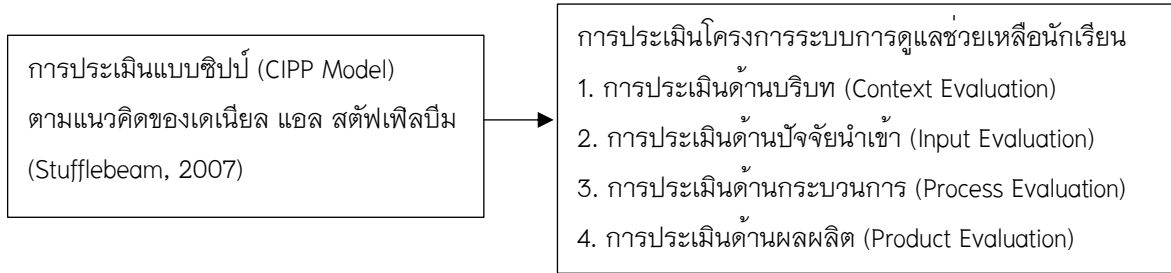 การประเมินแบบซิปป์ (CIPP Model)
ตามแนวคิดของเดเนียล แอล สตัฟเฟิลบีม
(Stufflebeam, 2007)
การประเมินโครงการระบบการดูแลช่วยเหลือนักเรียน
1. การประเมินด้านบริบท (Context Evaluation)
2. การประเมินด้านปัจจัยนำเข้า (Input Evaluation)
3. การประเมินด้านกระบวนการ (Process Evaluation)
4. การประเมินด้านผลผลิต (Product Evaluation)